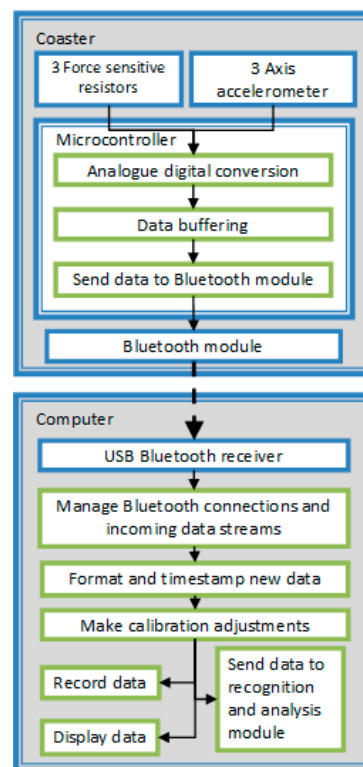 Coaster
3 Force sensitive
resistors
3 Axis
accelerometer
Microcontroller
Analogue digital conversion
Data buffering
Send data to Bluetooth module
Bluetooth module
Computer
USB Bluetooth receiver
Manage Bluetooth connections and
incoming data streams
Format and timestamp new data
Make calibration adjustments
Record data
Send data to
recognition
and analysis
module
Display data